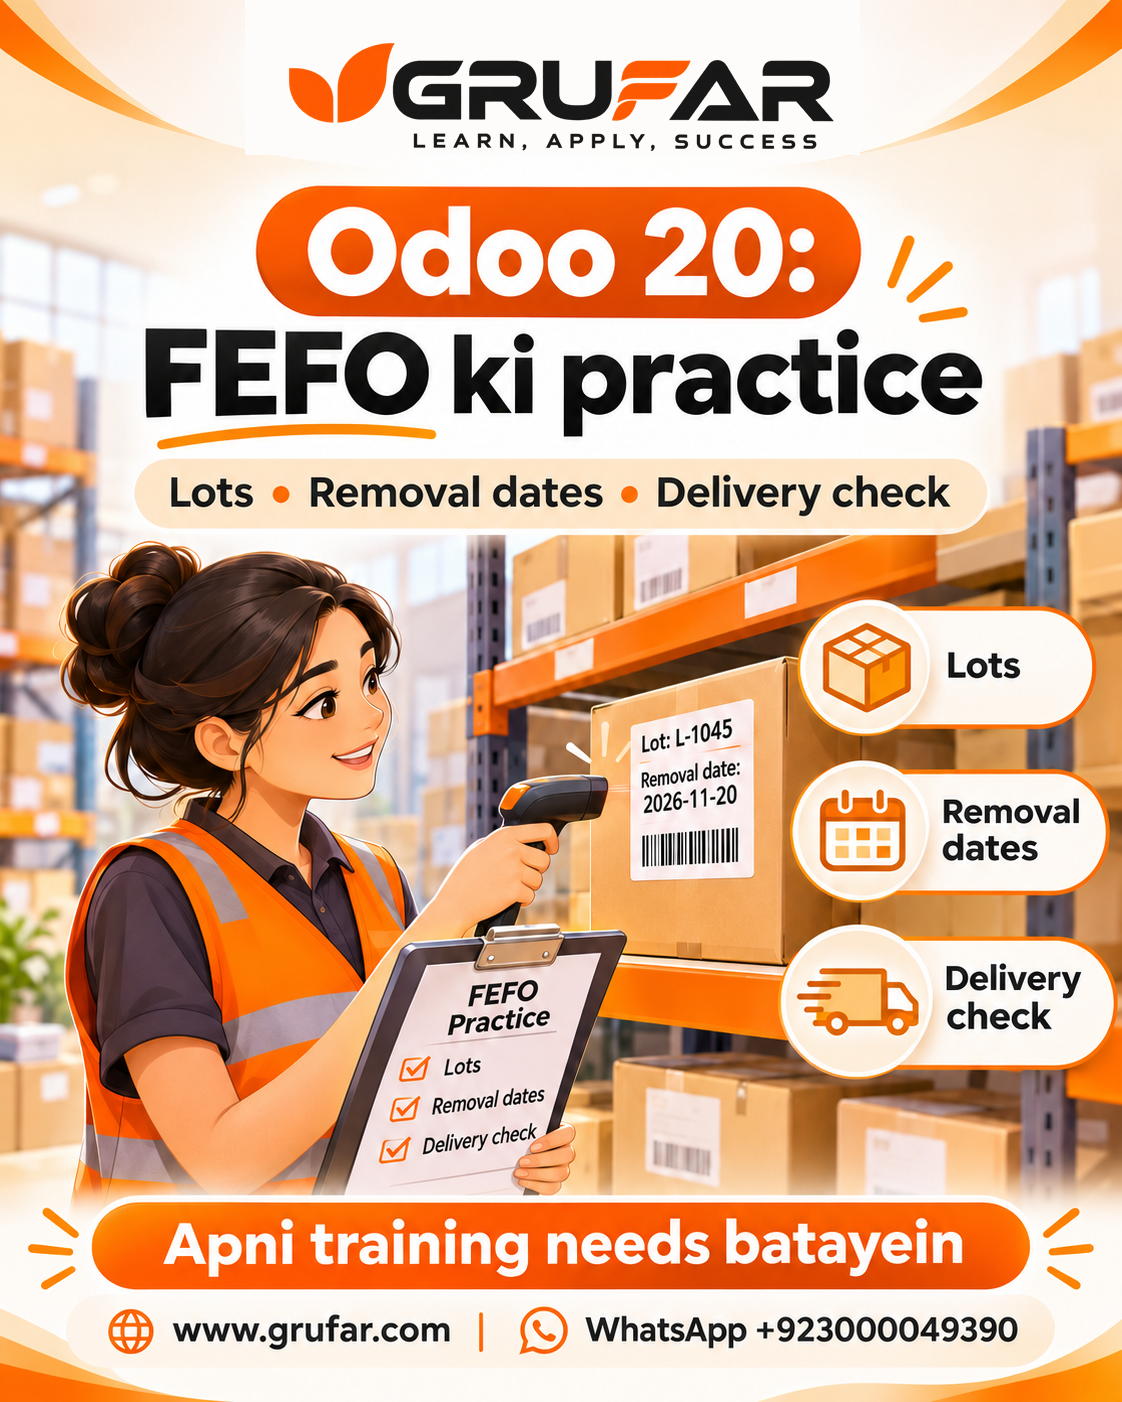 GRUFAR
LEARN, APPLY, SUCCESS
Odoo 20:
FEFO ki practice
Lots • Removal dates • Delivery check
Lot: L-1045
Removal date:
2026-11-20
Lots
Removal
dates
Delivery
check
FEFO
Practice
Lots
Removal dates
Delivery check
Apni training needs batayein
www.grufar.com | WhatsApp +923000049390